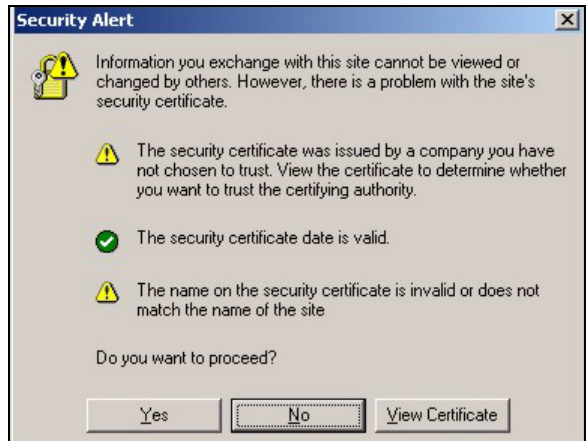 Security Alert
Information you exchange with this site cannot be viewed or
changed by others. However, there is a problem with the site's
security certificate.
The security certificate was issued by a company you have
not chosen to trust. View the certificate to determine whether
you want to trust the certifying authority.
The security certificate date is valid.
The name on the security certificate is invalid or does not
match the name of the site
Do you want to proceed?
Yes No View Certificate